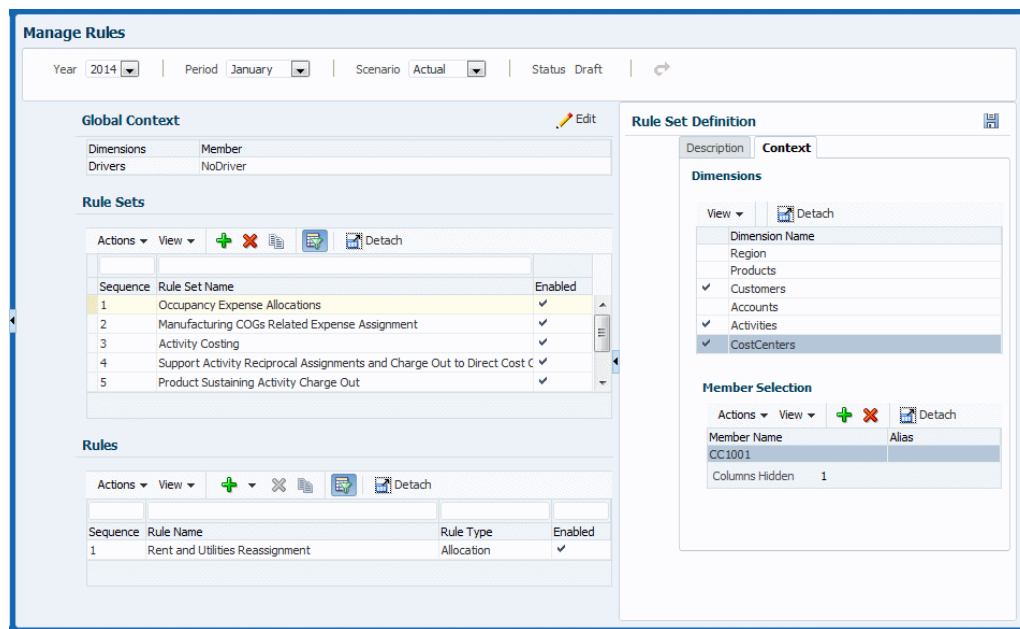 Manage Rules
Year 2014 Period January Scenario Actual Status Draft
Global Context Edit
Dimensions Member
Drivers NoDriver
Rule Sets
Actions View Detach
Sequence Rule Set Name Enabled
1 Occupancy Expense Allocations
2 Manufacturing COGs Related Expense Assignment
3 Activity Costing
4 Support Activity Reciprocal Assignments and Charge Out to Direct Cost C
5 Product Sustaining Activity Charge Out
Rules
Actions View Detach
Sequence Rule Name Rule Type Enabled
1 Rent and Utilities Reassignment Allocation
Rule Set Definition
Description Context
Dimensions
View Detach
Dimension Name
Region
Products
Customers
Accounts
Activities
CostCenters
Member Selection
Actions View Detach
Member Name Alias
CC1001
Columns Hidden 1